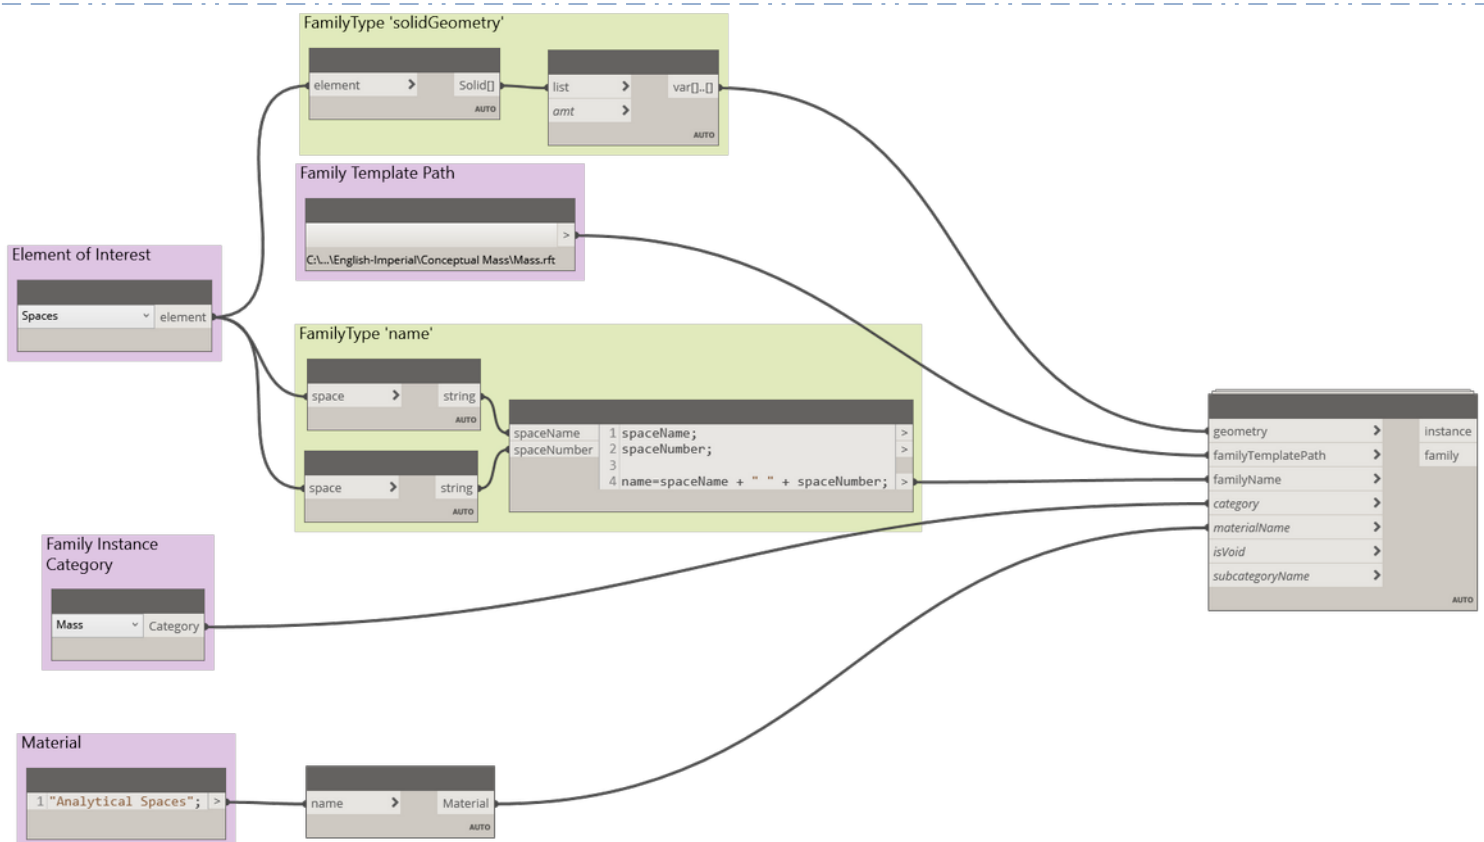 FamilyType 'solidGeometry'
element > Solid[]
AUTO
list > var[]..[]
amt >
AUTO
Family Template Path
>
C:\...\English-Imperial\Conceptual Mass\Mass.rft
Element of Interest
Spaces element
FamilyType 'name'
space > string
AUTO
space > string
AUTO
spaceName 1 spaceName; >
spaceNumber 2 spaceNumber; >
3
4 name=spaceName + " " + spaceNumber; >
geometry > instance
familyTemplatePath > family
familyName >
category >
materialName >
isVoid >
subcategoryName >
AUTO
Family Instance
Category
Mass Category
Material
1 "Analytical Spaces"; >
name > Material
AUTO